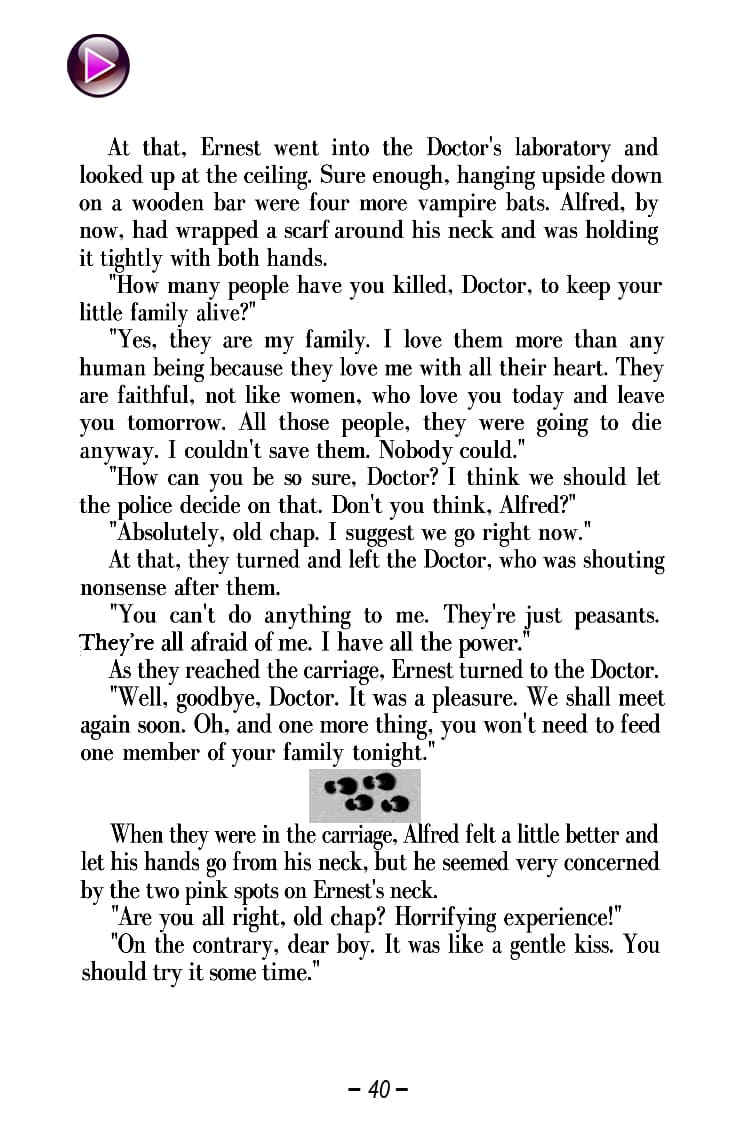 At that, Ernest went into the Doctor's laboratory and
looked up at the ceiling. Sure enough, hanging upside down
on a wooden bar were four more vampire bats. Alfred, by
now, had wrapped a scarf around his neck and was holding
it tightly with both hands.
"How many people have you killed, Doctor, to keep your
little family alive?"
"Yes, they are my family. I love them more than any
human being because they love me with all their heart. They
are faithful, not like women, who love you today and leave
you tomorrow. All those people, they were going to die
anyway. I couldn't save them. Nobody could."
"How can you be so sure, Doctor? I think we should let
the police decide on that. Don't you think, Alfred?"
"Absolutely, old chap. I suggest we go right now."
At that, they turned and left the Doctor, who was shouting
nonsense after them.
"You can't do anything to me. They're just peasants.
They're all afraid of me. I have all the power."
As they reached the carriage, Ernest turned to the Doctor.
"Well, goodbye, Doctor. It was a pleasure. We shall meet
again soon. Oh, and one more thing, you won't need to feed
one member of your family tonight."
When they were in the carriage, Alfred felt a little better and
let his hands go from his neck, but he seemed very concerned
by the two pink spots on Ernest's neck.
"Are you all right, old chap? Horrifying experience!"
"On the contrary, dear boy. It was like a gentle kiss. You
should try it some time."
– 40 –